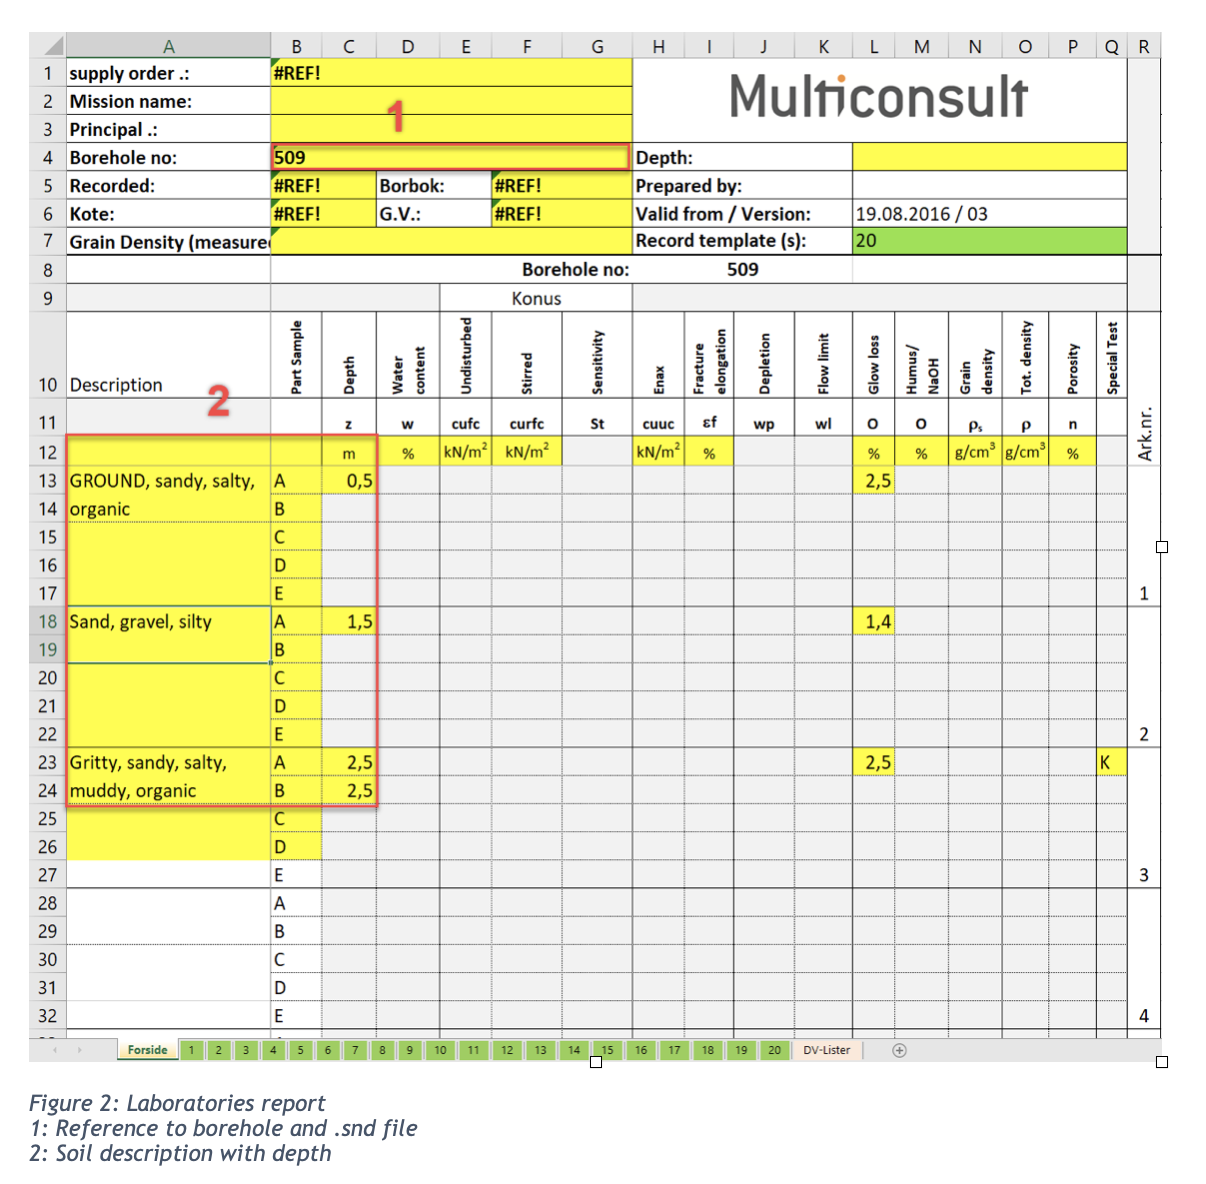 A B C D E F G H I J K L M N O P Q R
1 supply order .: #REF!
2 Mission name:
1
Multiconsult
3 Principal .:
4 Borehole no: 509 Depth:
5 Recorded: #REF! Borbok: #REF! Prepared by:
6 Kote: #REF! G.V.: #REF! Valid from / Version: 19.08.2016 / 03
7 Grain Density (measure Record template (s): 20
8 Borehole no: 509
9 Konus
10 Description Part Sample Depth Water content Undisturbed Stirred Sensitivity Enax Fracture elongation Depletion Flow limit Glow loss Humus/ NaOH Grain density Tot. density Porosity Special Test
2
11 z w cufc curfc St cuuc εf wp wl O O ρs ρ n
Ark.nr.
12 m % kN/m² kN/m² kN/m² % % % g/cm³ g/cm³ %
13 GROUND, sandy, salty, A 0,5 2,5
14 organic B
15 C
16 D
17 E 1
18 Sand, gravel, silty A 1,5 1,4
19 B
20 C
21 D
22 E 2
23 Gritty, sandy, salty, A 2,5 2,5 K
24 muddy, organic B 2,5
25 C
26 D
27 E 3
28 A
29 B
30 C
31 D
32 E 4
Forside 1 2 3 4 5 6 7 8 9 10 11 12 13 14 15 16 17 18 19 20 DV-Lister
Figure 2: Laboratories report
1: Reference to borehole and .snd file
2: Soil description with depth